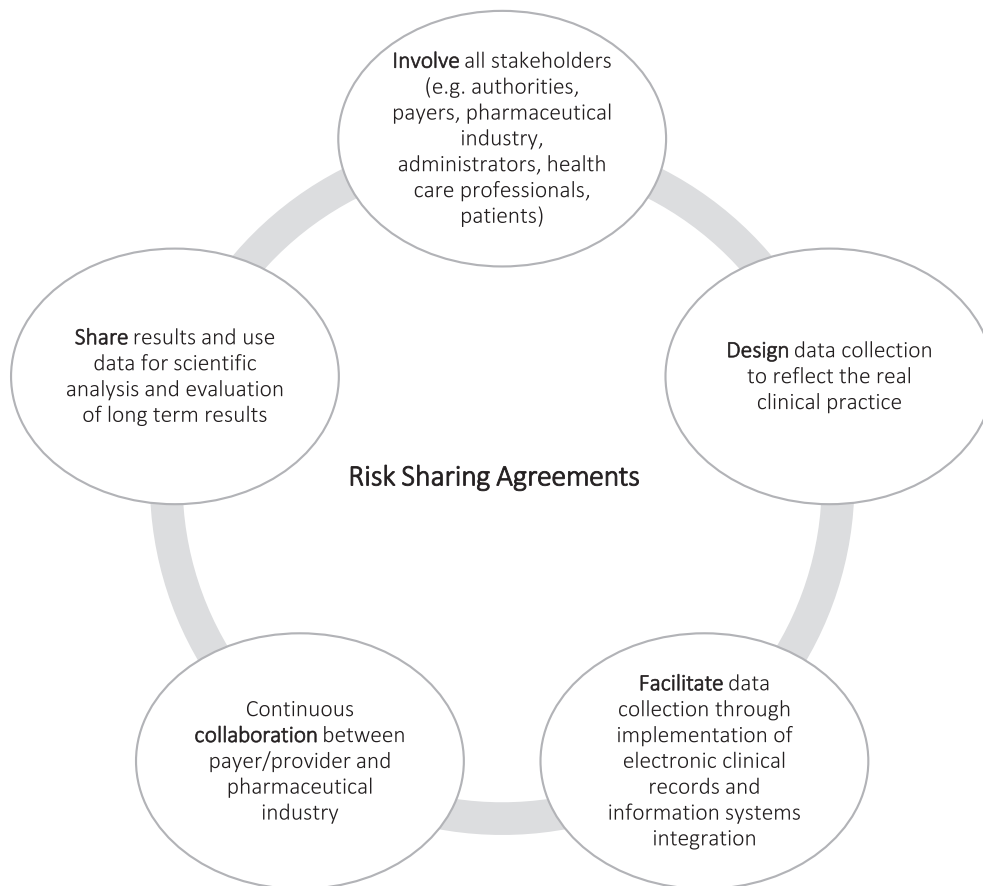 Involve all stakeholders
(e.g. authorities,
payers, pharmaceutical
industry,
administrators, health
care professionals,
patients)
Design data collection
to reflect the real
clinical practice
Facilitate data
collection through
implementation of
electronic clinical
records and
information systems
integration
Continuous
collaboration between
payer/provider and
pharmaceutical
industry
Share results and use
data for scientific
analysis and evaluation
of long term results
Risk Sharing Agreements